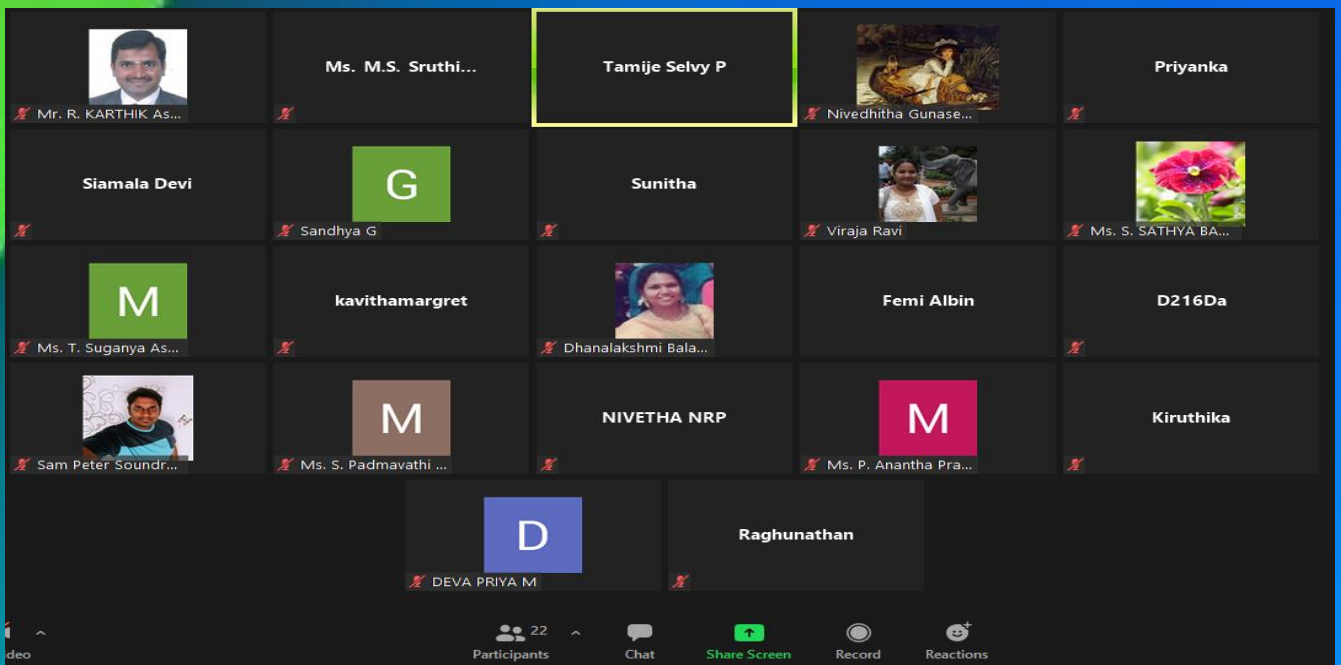 Mr. R. KARTHIK As...
Ms. M.S. Sruthi...
Tamije Selvy P
Nivedhitha Gunase...
Priyanka
Siamala Devi
G
Sandhya G
Sunitha
Viraja Ravi
Ms. S. SATHYA BA...
M
Ms. T. Suganya As...
kavithamargret
Dhanalakshmi Bala...
Femi Albin
D216Da
Sam Peter Soundr...
M
Ms. S. Padmavathi ...
NIVETHA NRP
M
Ms. P. Anantha Pra...
Kiruthika
D
DEVA PRIYA M
Raghunathan
deo
22
Participants
Chat
Share Screen
Record
Reactions